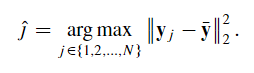 ĵ = arg max ‖y_j − ȳ‖₂².
j∈{1,2,...,N}